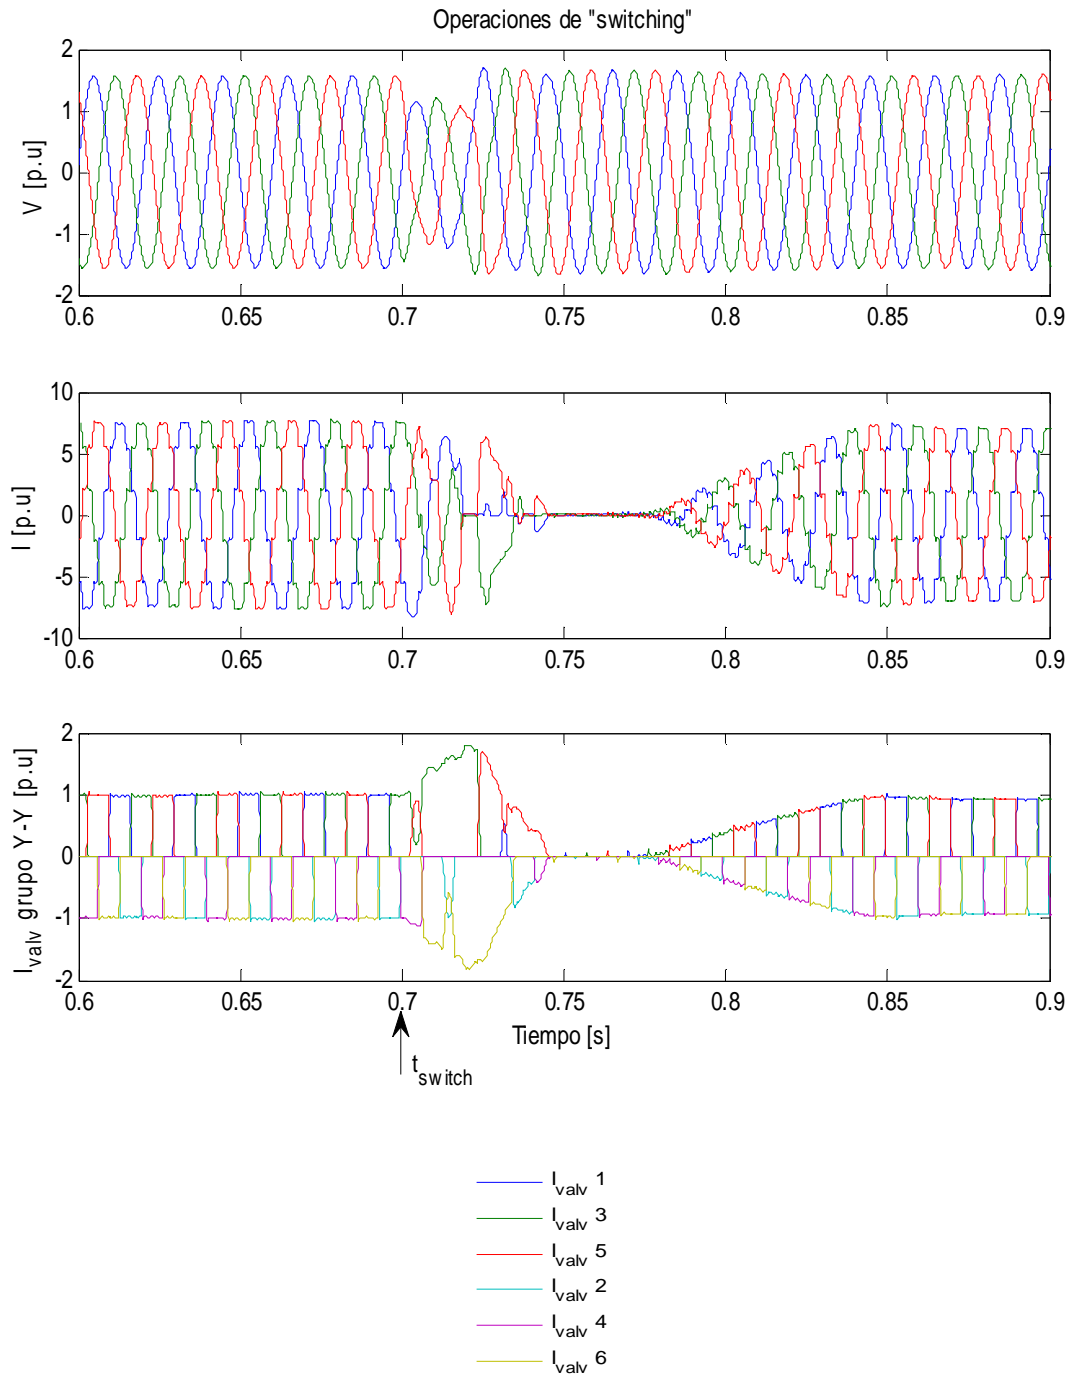 Operaciones de "switching"
2
1
0
-1
-2
V [p.u]
0.6 0.65 0.7 0.75 0.8 0.85 0.9
10
5
0
-5
-10
I [p.u]
0.6 0.65 0.7 0.75 0.8 0.85 0.9
2
1
0
-1
-2
Ivalv grupo Y-Y [p.u]
0.6 0.65 0.7 0.75 0.8 0.85 0.9
Tiempo [s]
tswitch
Ivalv 1
Ivalv 3
Ivalv 5
Ivalv 2
Ivalv 4
Ivalv 6